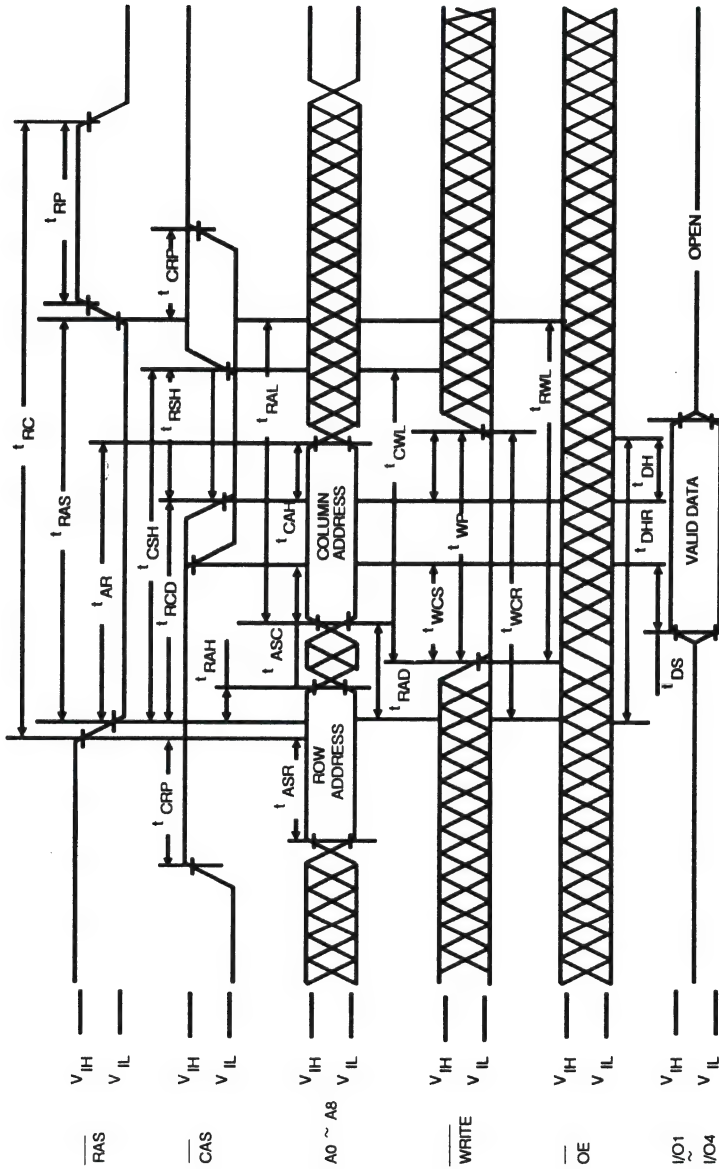 t RC
t RAS
t RP
t AR
RAS
V IH
V IL
t CSH
t CRP
t RCD
t RSH
t CRP
CAS
V IH
V IL
t RAH
t ASC
t CAH
t RAL
t ASR
A0 ~ A8
V IH
V IL
ROW
ADDRESS
COLUMN
ADDRESS
t RAD
t CWL
t WCS
t WP
WRITE
V IH
V IL
t WCR
t RWL
OE
V IH
V IL
t DHR
t DS
t DH
I/O1
~
I/O4
V IH
V IL
VALID DATA
OPEN